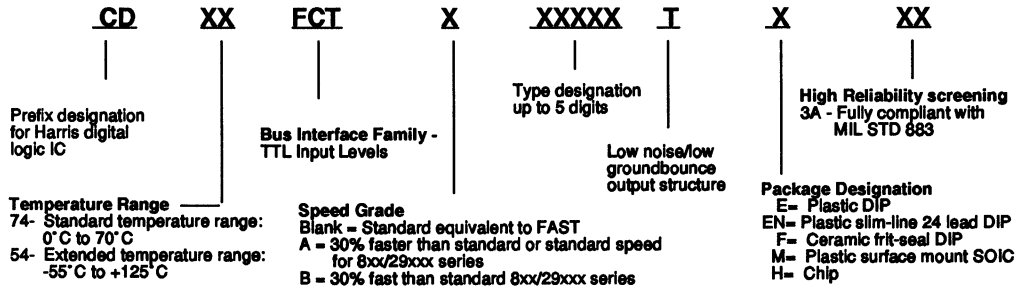 CD XX FCT X XXXXX T X XX
Prefix designation
for Harris digital
logic IC
Temperature Range
74- Standard temperature range:
0°C to 70°C
54- Extended temperature range:
-55°C to +125°C
Bus Interface Family -
TTL Input Levels
Speed Grade
Blank = Standard equivalent to FAST
A = 30% faster than standard or standard speed
for 8xx/29xxx series
B = 30% fast than standard 8xx/29xxx series
Type designation
up to 5 digits
Low noise/low
groundbounce
output structure
High Reliability screening
3A - Fully compliant with
MIL STD 883
Package Designation
E= Plastic DIP
EN= Plastic slim-line 24 lead DIP
F= Ceramic frit-seal DIP
M= Plastic surface mount SOIC
H= Chip